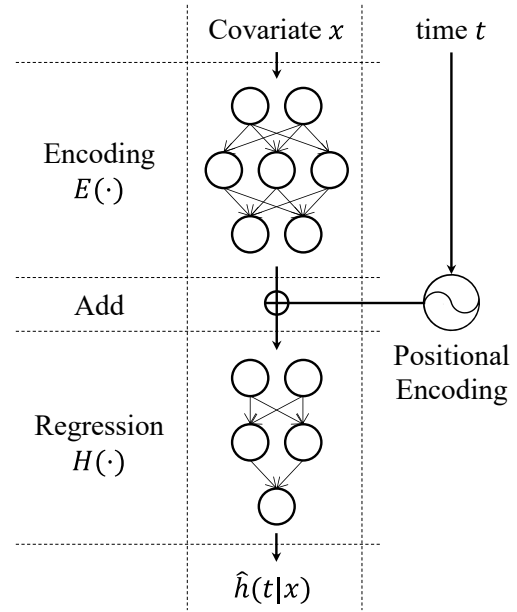 Covariate 𝑥
time 𝑡
Encoding
𝐸(·)
Add
Positional
Encoding
Regression
𝐻(·)
ĥ(𝑡|𝑥)